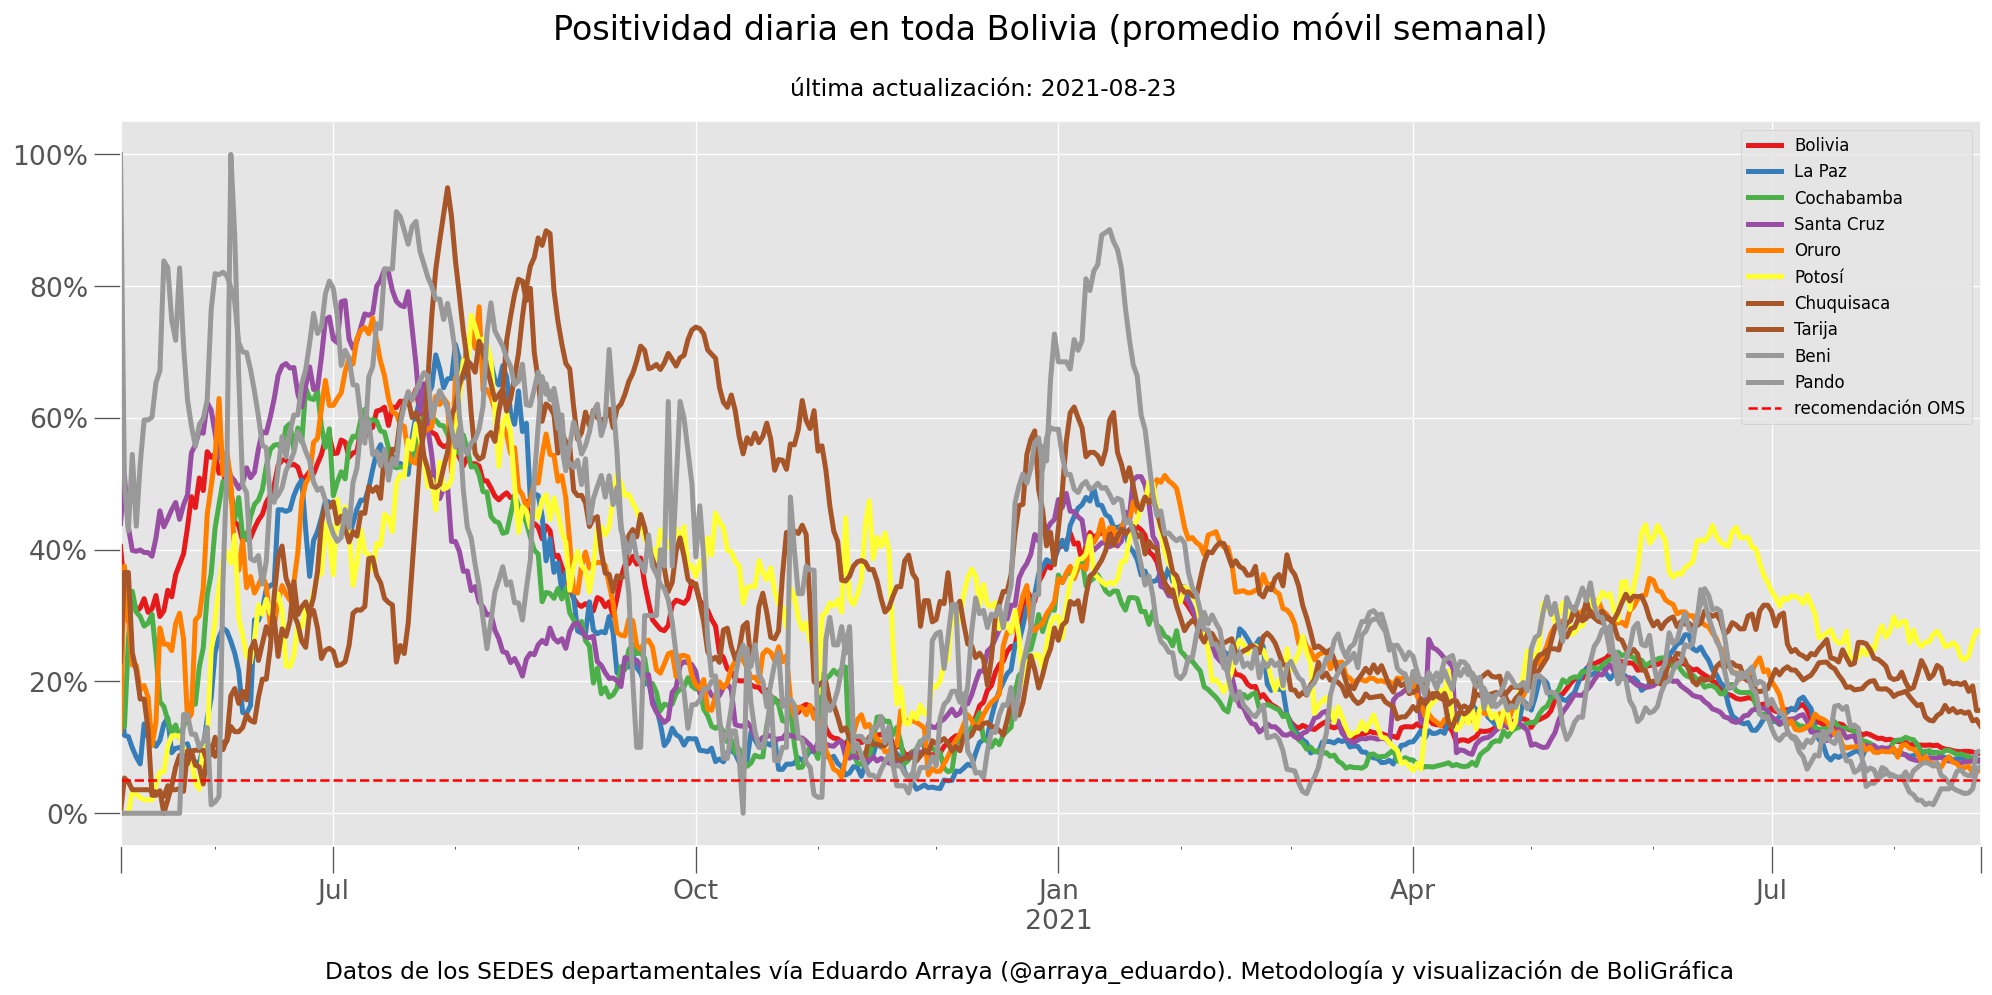 Positividad diaria en toda Bolivia (promedio móvil semanal)
última actualización: 2021-08-23
100%
80%
60%
40%
20%
0%
Bolivia
La Paz
Cochabamba
Santa Cruz
Oruro
Potosí
Chuquisaca
Tarija
Beni
Pando
recomendación OMS
Jul
Oct
Jan
2021
Apr
Jul
Datos de los SEDES departamentales vía Eduardo Arraya (@arraya_eduardo). Metodología y visualización de BoliGráfica